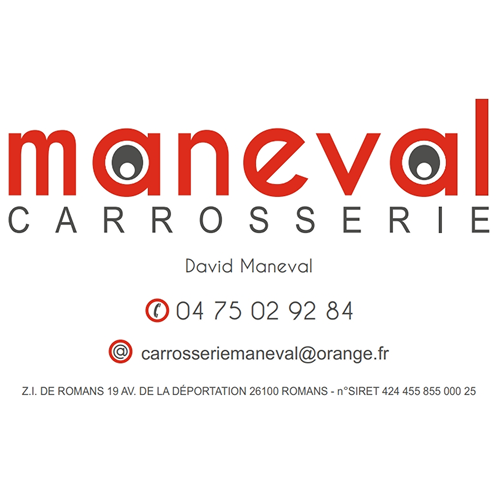 maneval
CARROSSERIE
David Maneval
04 75 02 92 84
@ carrosseriemaneval@orange.fr
Z.I. DE ROMANS 19 AV. DE LA DÉPORTATION 26100 ROMANS - n°SIRET 424 455 855 000 25